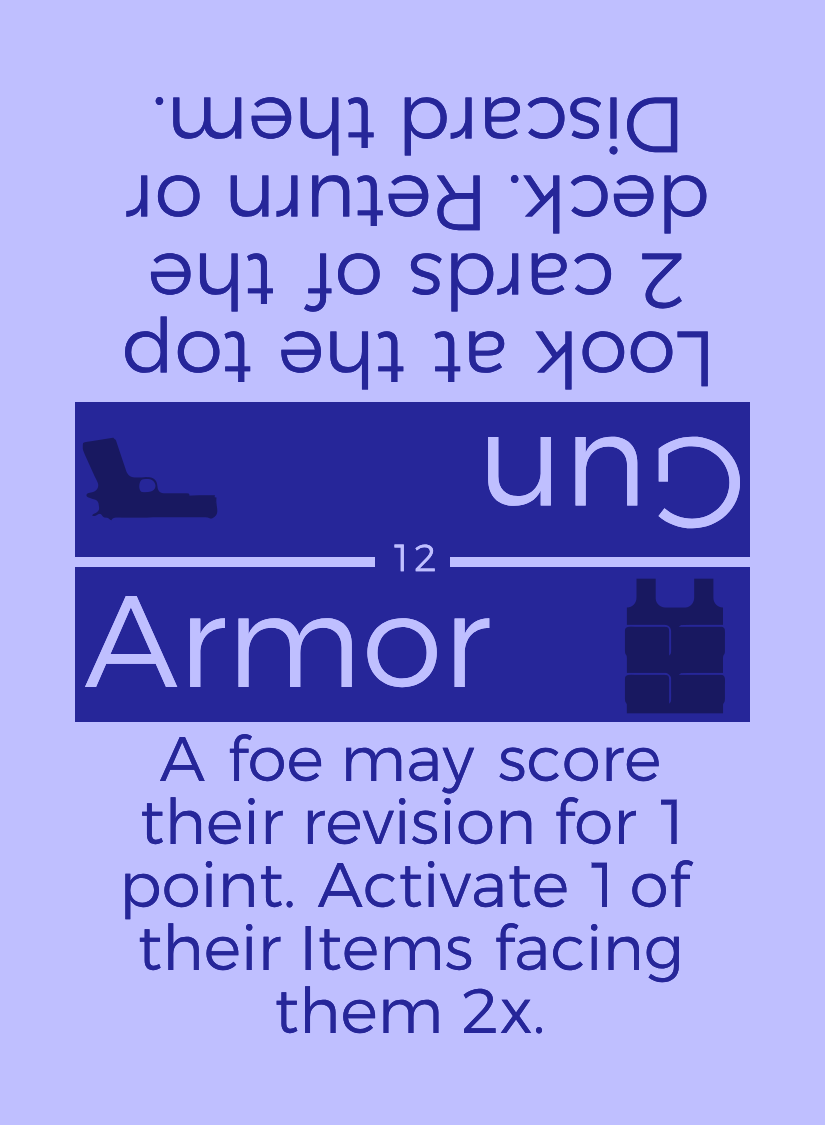 Look at the top
2 cards of the
deck. Return or
Discard them.
Gun
12
Armor
A foe may score
their revision for 1
point. Activate 1 of
their Items facing
them 2x.